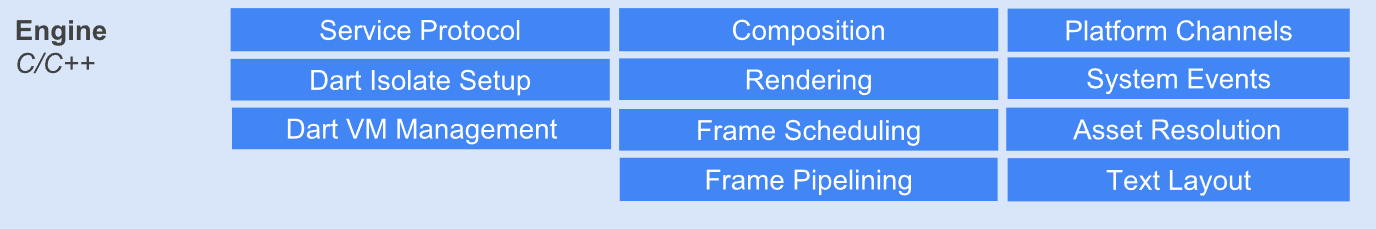 Engine
C/C++
Service Protocol
Dart Isolate Setup
Dart VM Management
Composition
Rendering
Frame Scheduling
Frame Pipelining
Platform Channels
System Events
Asset Resolution
Text Layout